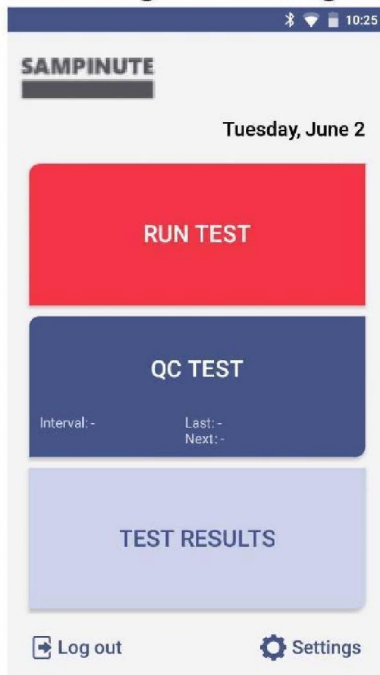 10:25
SAMPINUTE
Tuesday, June 2
RUN TEST
QC TEST
Interval: - Last: -
Next: -
TEST RESULTS
Log out Settings